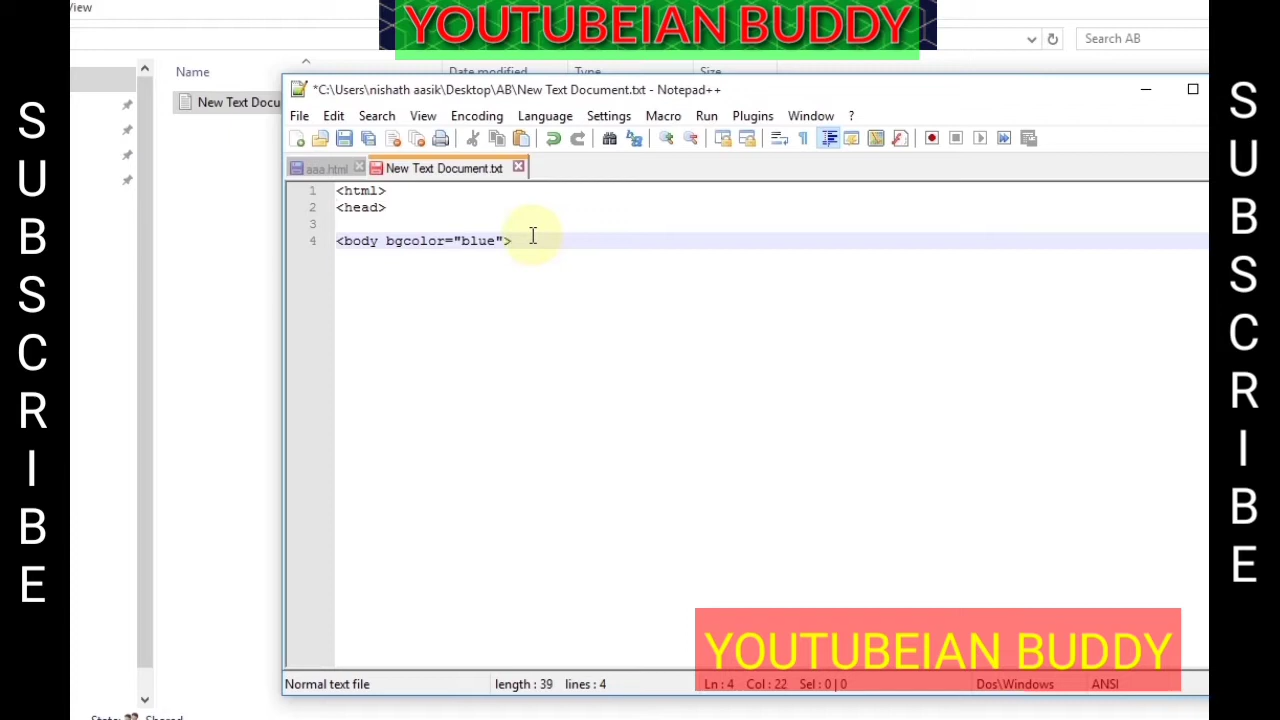 View
YOUTUBEIAN BUDDY
Search AB
Name
Date modified
Type
Size
New Text Docu
*C:\Users\nishath aasik\Desktop\AB\New Text Document.txt - Notepad++
File Edit Search View Encoding Language Settings Macro Run Plugins Window ?
aaa.html
New Text Document.txt
1 <html>
2 <head>
3
4 <body bgcolor="blue">
SUBSCRIBE
SUBSCRIBE
YOUTUBEIAN BUDDY
Normal text file
length : 39 lines : 4
Ln : 4 Col : 22 Sel : 0 | 0
Dos\Windows
ANSI
State: Shared